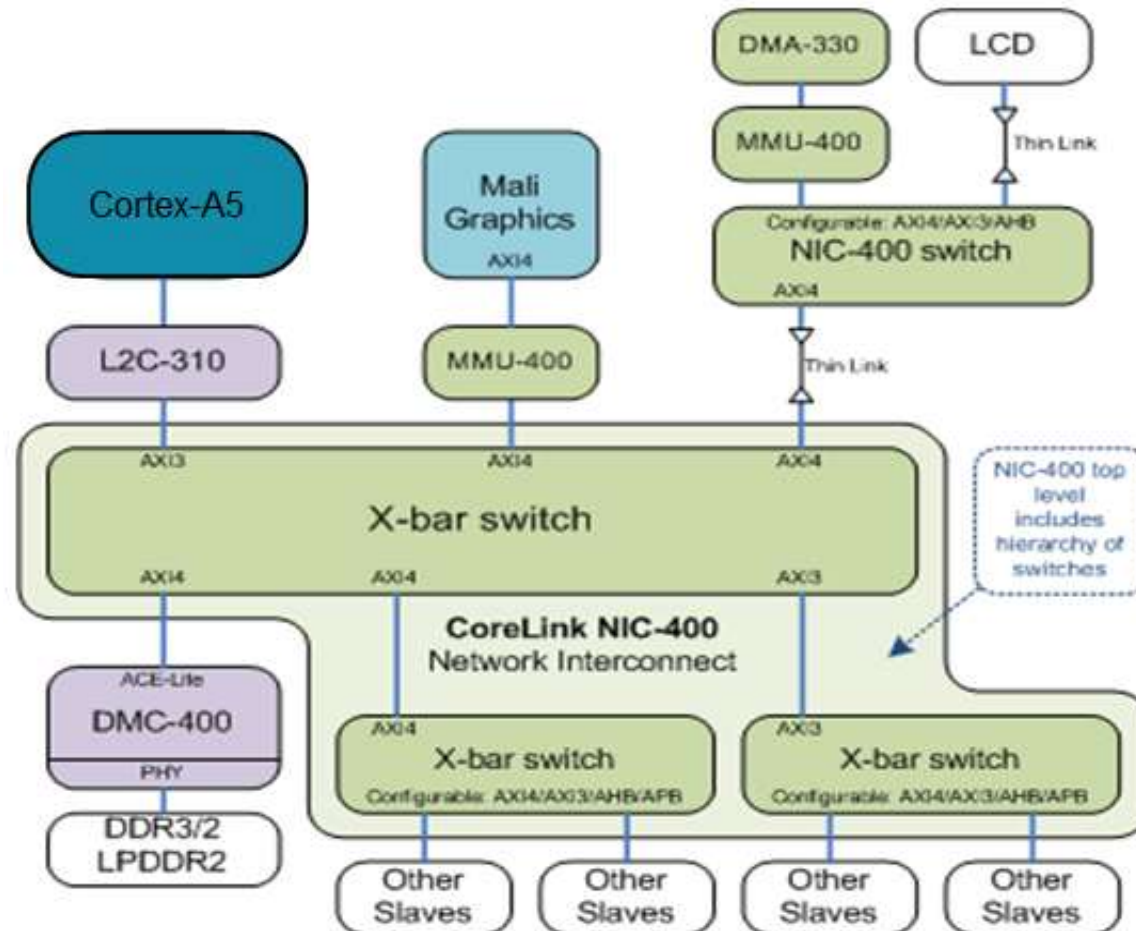 DMA-330
LCD
MMU-400
Thin Link
Cortex-A5
Mali
Graphics
AXI4
Configurable: AXI4/AXI3/AHB
NIC-400 switch
AXI4
L2C-310
MMU-400
Thin Link
AXI3
AXI4
AXI4
X-bar switch
AXI4
AXI4
AXI3
NIC-400 top
level
includes
hierarchy of
switches
CoreLink NIC-400
Network Interconnect
ACE-Lite
DMC-400
PHY
DDR3/2
LPDDR2
AXI4
X-bar switch
Configurable: AXI4/AXI3/AHB/APB
AXI3
X-bar switch
Configurable: AXI4/AXI3/AHB/APB
Other
Slaves
Other
Slaves
Other
Slaves
Other
Slaves